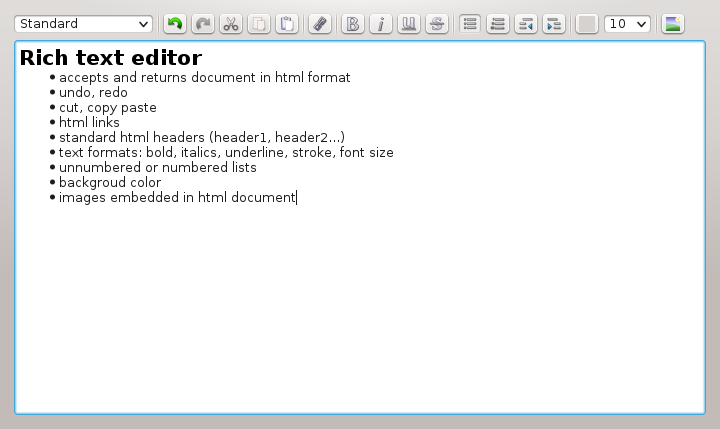 Standard
B i U S 10
Rich text editor
• accepts and returns document in html format
• undo, redo
• cut, copy paste
• html links
• standard html headers (header1, header2...)
• text formats: bold, italics, underline, stroke, font size
• unnumbered or numbered lists
• backgroud color
• images embedded in html document